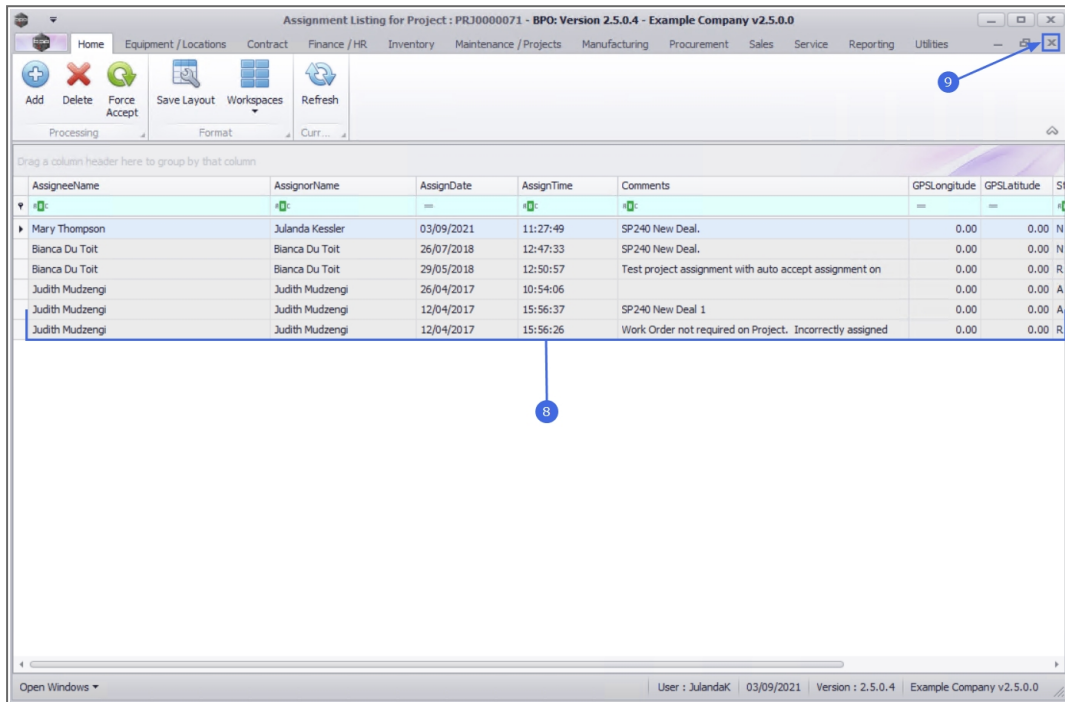 Assignment Listing for Project : PRJ0000071 - BPO: Version 2.5.0.4 - Example Company v2.5.0.0
Home Equipment / Locations Contract Finance / HR Inventory Maintenance / Projects Manufacturing Procurement Sales Service Reporting Utilities
9
Add Delete Force Accept Save Layout Workspaces Refresh
Processing Format Curr...
Drag a column header here to group by that column
AssigneeName AssignorName AssignDate AssignTime Comments GPSLongitude GPSLatitude St
Mary Thompson Julanda Kessler 03/09/2021 11:27:49 SP240 New Deal. 0.00 0.00 N
Bianca Du Toit Bianca Du Toit 26/07/2018 12:47:33 SP240 New Deal. 0.00 0.00 N
Bianca Du Toit Bianca Du Toit 29/05/2018 12:50:57 Test project assignment with auto accept assignment on 0.00 0.00 R
Judith Mudzengi Judith Mudzengi 26/04/2017 10:54:06 0.00 0.00 A
Judith Mudzengi Judith Mudzengi 12/04/2017 15:56:37 SP240 New Deal 1 0.00 0.00 A
Judith Mudzengi Judith Mudzengi 12/04/2017 15:56:26 Work Order not required on Project. Incorrectly assigned 0.00 0.00 R
8
Open Windows User : JulandaK 03/09/2021 Version : 2.5.0.4 Example Company v2.5.0.0